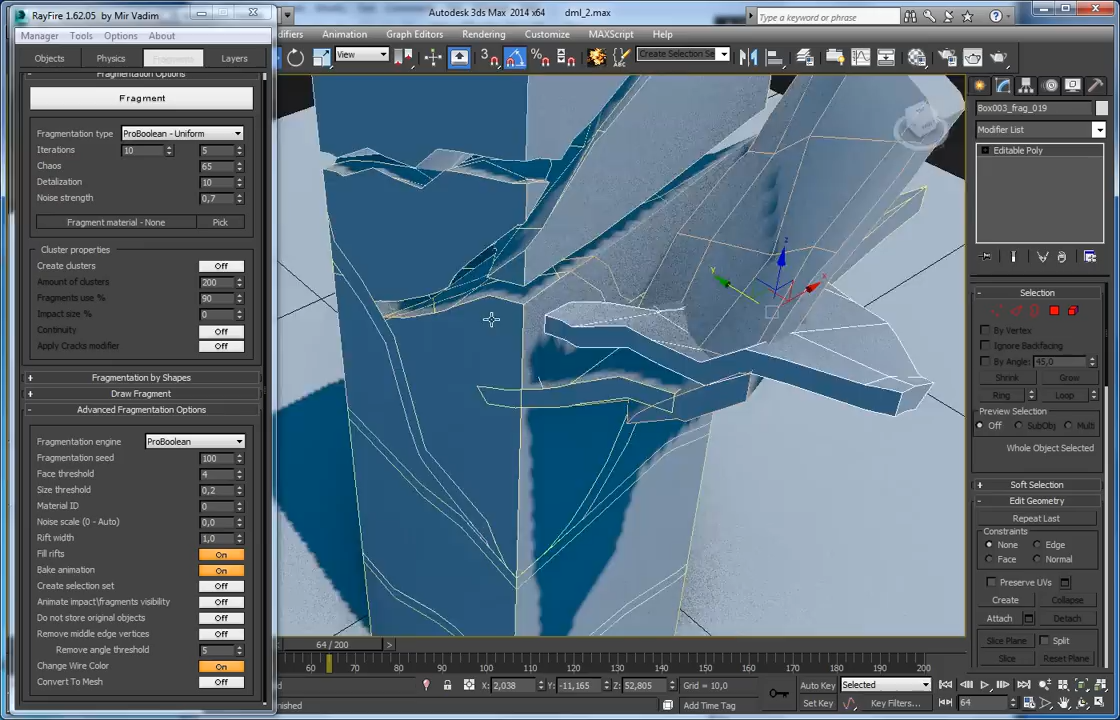 RayFire 1.62.05 by Mir Vadim
Autodesk 3ds Max 2014 x64 dml_2.max
Type a keyword or phrase
Manager Tools Options About
difiers Animation Graph Editors Rendering Customize MAXScript Help
Objects Physics Fragments Layers
View
Create Selection Se
Fragmentation Options
Fragment
Fragmentation type ProBoolean - Uniform
Iterations 10 5
Chaos 65
Detalization 10
Noise strength 0,7
Fragment material - None Pick
Cluster properties
Create clusters Off
Amount of clusters 200
Fragments use % 90
Impact size % 0
Continuity Off
Apply Cracks modifier Off
Fragmentation by Shapes
Draw Fragment
Advanced Fragmentation Options
Fragmentation engine ProBoolean
Fragmentation seed 100
Face threshold 4
Size threshold 0,2
Material ID 0
Noise scale (0 - Auto) 0,0
Rift width 1,0
Fill rifts On
Bake animation On
Create selection set Off
Animate impact\fragments visibility Off
Do not store original objects Off
Remove middle edge vertices Off
Remove angle threshold 5
Change Wire Color On
Convert To Mesh Off
z
y
x
Box003_frag_019
Modifier List
Editable Poly
Selection
By Vertex
Ignore Backfacing
By Angle: 45,0
Shrink Grow
Ring Loop
Preview Selection
Off SubObj Multi
Whole Object Selected
Soft Selection
Edit Geometry
Repeat Last
Constraints
None Edge
Face Normal
Preserve UVs
Create Collapse
Attach Detach
Slice Plane Split
Slice Reset Plane
64 / 200
60 70 80 90 100 110 120 130 140 150 160 170 180 190 200
d X: 2,038 Y: -11,165 Z: 52,805 Grid = 10,0 Auto Key Selected
nished Add Time Tag Set Key Key Filters... 64